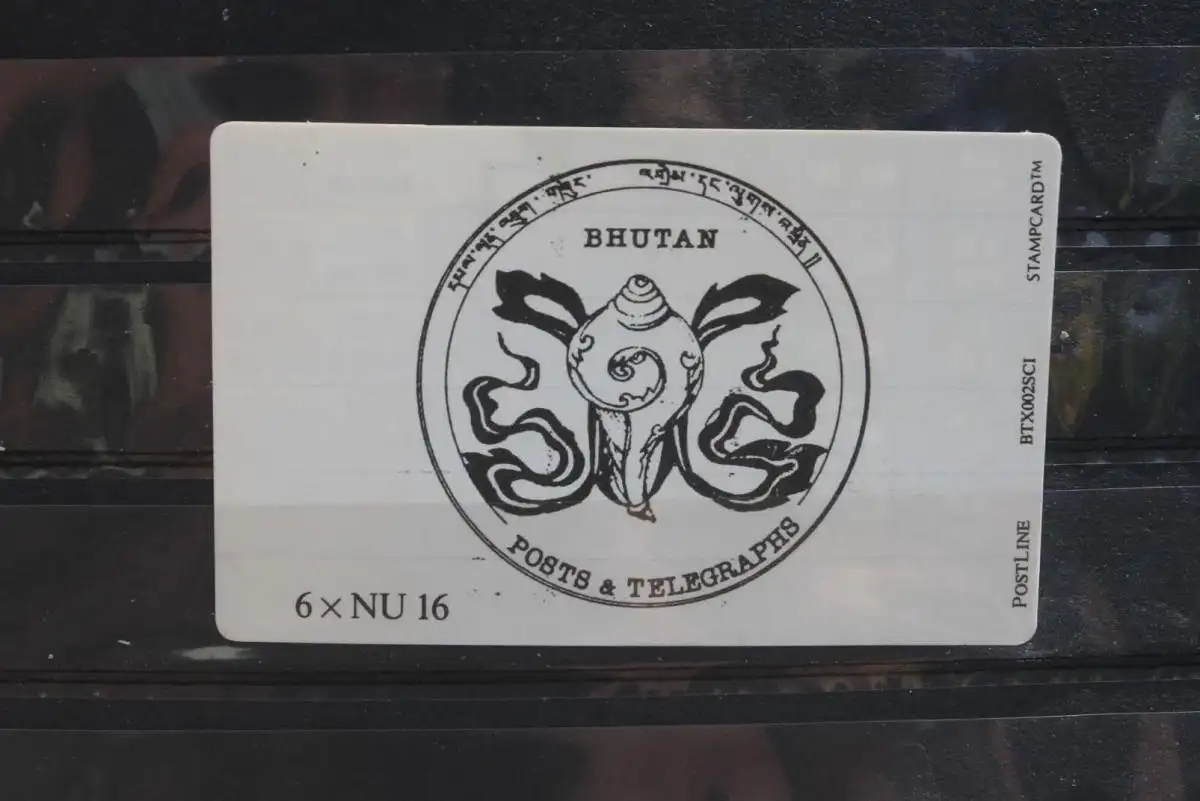 BHUTAN
POSTS & TELEGRAPHS
6 × NU 16
STAMPCARD™
BTX002SCI
POSTLINE